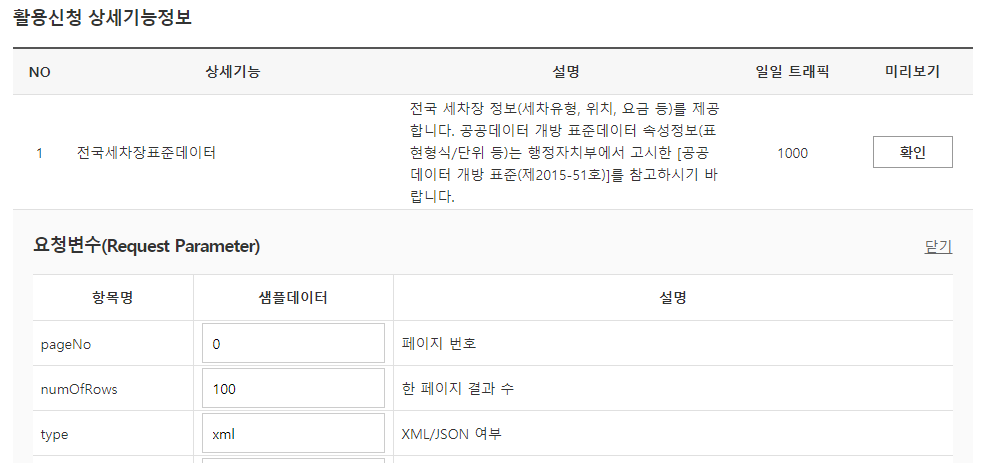 활용신청 상세기능정보
NO 상세기능 설명 일일 트래픽 미리보기
전국 세차장 정보(세차유형, 위치, 요금 등)를 제공
합니다. 공공데이터 개방 표준데이터 속성정보(표
1 전국세차장표준데이터 현형식/단위 등)는 행정자치부에서 고시한 [공공 1000 확인
데이터 개방 표준(제2015-51호)]를 참고하시기 바
랍니다.
요청변수(Request Parameter) 닫기
항목명 샘플데이터 설명
pageNo 0 페이지 번호
numOfRows 100 한 페이지 결과 수
type xml XML/JSON 여부